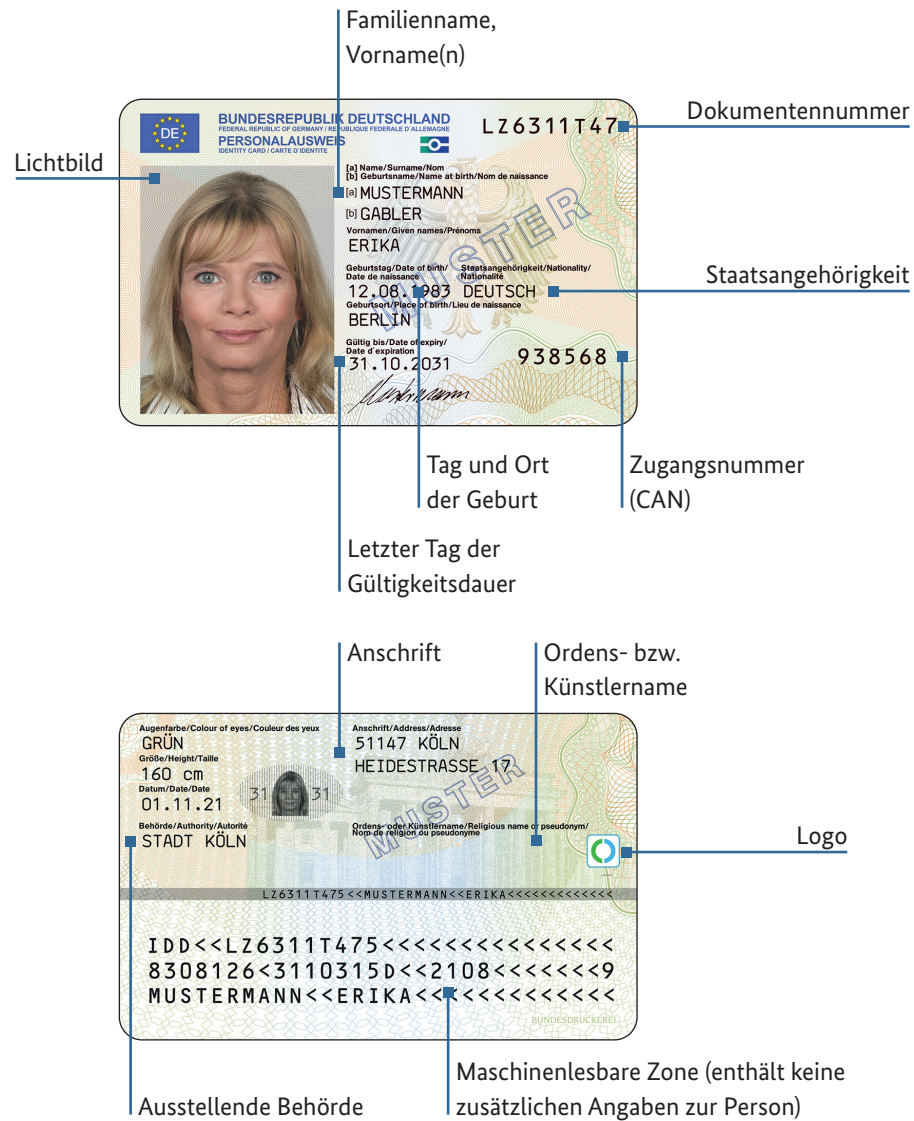 Familienname,
Vorname(n)
Dokumentennummer
Lichtbild
DE
BUNDESREPUBLIK DEUTSCHLAND
FEDERAL REPUBLIC OF GERMANY / REPUBLIQUE FEDERALE D'ALLEMAGNE
PERSONALAUSWEIS
IDENTITY CARD / CARTE D'IDENTITE
LZ6311T47
[a] Name/Surname/Nom
[b] Geburtsname/Name at birth/Nom de naissance
[a] MUSTERMANN
[b] GABLER
Vornamen/Given names/Prénoms
ERIKA
Geburtstag/Date of birth/ Staatsangehörigkeit/Nationality/
Date de naissance Nationalité
12.08.1983 DEUTSCH
Geburtsort/Place of birth/Lieu de naissance
BERLIN
Gültig bis/Date of expiry/
Date d'expiration
31.10.2031
938568
Mustermann
MUSTER
Staatsangehörigkeit
Tag und Ort
der Geburt
Zugangsnummer
(CAN)
Letzter Tag der
Gültigkeitsdauer
Anschrift
Ordens- bzw.
Künstlername
Augenfarbe/Colour of eyes/Couleur des yeux
GRÜN
Größe/Height/Taille
160 cm
Datum/Date/Date
01.11.21
Behörde/Authority/Autorité
STADT KÖLN
31 31
Anschrift/Address/Adresse
51147 KÖLN
HEIDESTRASSE 17
MUSTER
Ordens- oder Künstlername/Religious name or pseudonym/
Nom de religion ou pseudonyme
Logo
LZ6311T475<<MUSTERMANN<<ERIKA<<<<<<<<<<<<<
IDD<<LZ6311T475<<<<<<<<<<<<<<<
8308126<3110315D<<2108<<<<<<<9
MUSTERMANN<<ERIKA<<<<<<<<<<<<<
BUNDESDRUCKEREI
Maschinenlesbare Zone (enthält keine
zusätzlichen Angaben zur Person)
Ausstellende Behörde